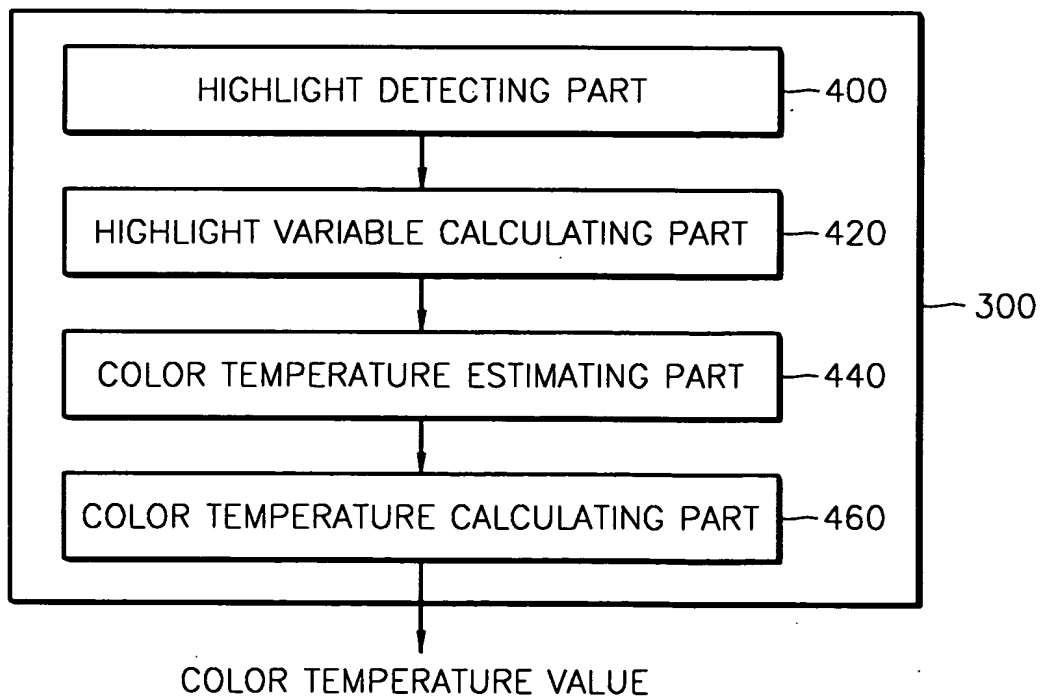 HIGHLIGHT DETECTING PART 400
HIGHLIGHT VARIABLE CALCULATING PART 420
300
COLOR TEMPERATURE ESTIMATING PART 440
COLOR TEMPERATURE CALCULATING PART 460
COLOR TEMPERATURE VALUE